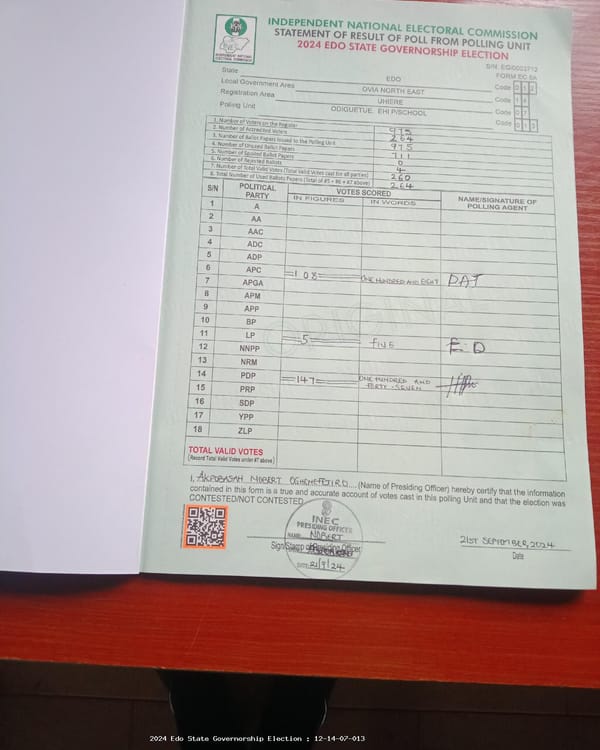 INDEPENDENT NATIONAL ELECTORAL COMMISSION
STATEMENT OF RESULT OF POLL FROM POLLING UNIT
2024 EDO STATE GOVERNORSHIP ELECTION
FORM EC 8A
State EDO Code 012
Local Government Area OVIA NORTH EAST Code 14
Registration Area UHIERE Code 07
Polling Unit ODIGUETUE. EHI P/SCHOOL Code 013
1. Number of Voters on the Register 975
2. Number of Accredited Voters 264
3. Number of Ballot Papers Issued to the Polling Unit 975
4. Number of Unused Ballot Papers 711
5. Number of Spoiled Ballot Papers 0
6. Number of Rejected Ballots 4
7. Number of Total Valid Votes (Total Valid Votes cast for all parties) 260
8. Total Number of Used Ballots Papers (Total of #5 + #6 + #7 above) 264
S/N POLITICAL PARTY VOTES SCORED NAME/SIGNATURE OF POLLING AGENT
IN FIGURES IN WORDS
1 A
2 AA
3 AAC
4 ADC
5 ADP
6 APC 108 ONE HUNDRED AND EIGHT PAT
7 APGA
8 APM
9 APP
10 BP
11 LP 5 FIVE E D
12 NNPP
13 NRM
14 PDP 147 ONE HUNDRED AND FORTY-SEVEN
15 PRP
16 SDP
17 YPP
18 ZLP
TOTAL VALID VOTES
(Record Total Valid Votes under #7 above)
I, NOBERT (Name of Presiding Officer) hereby certify that the information
contained in this form is a true and accurate account of votes cast in this polling Unit and that the election was
CONTESTED/NOT CONTESTED
INEC
PRESIDING OFFICER
NAME: NOBERT
Sign/Stamp of Presiding Officer
DATE: 21/9/24
21ST SEPTEMBER, 2024
Date
2024 Edo State Governorship Election : 12-14-07-013